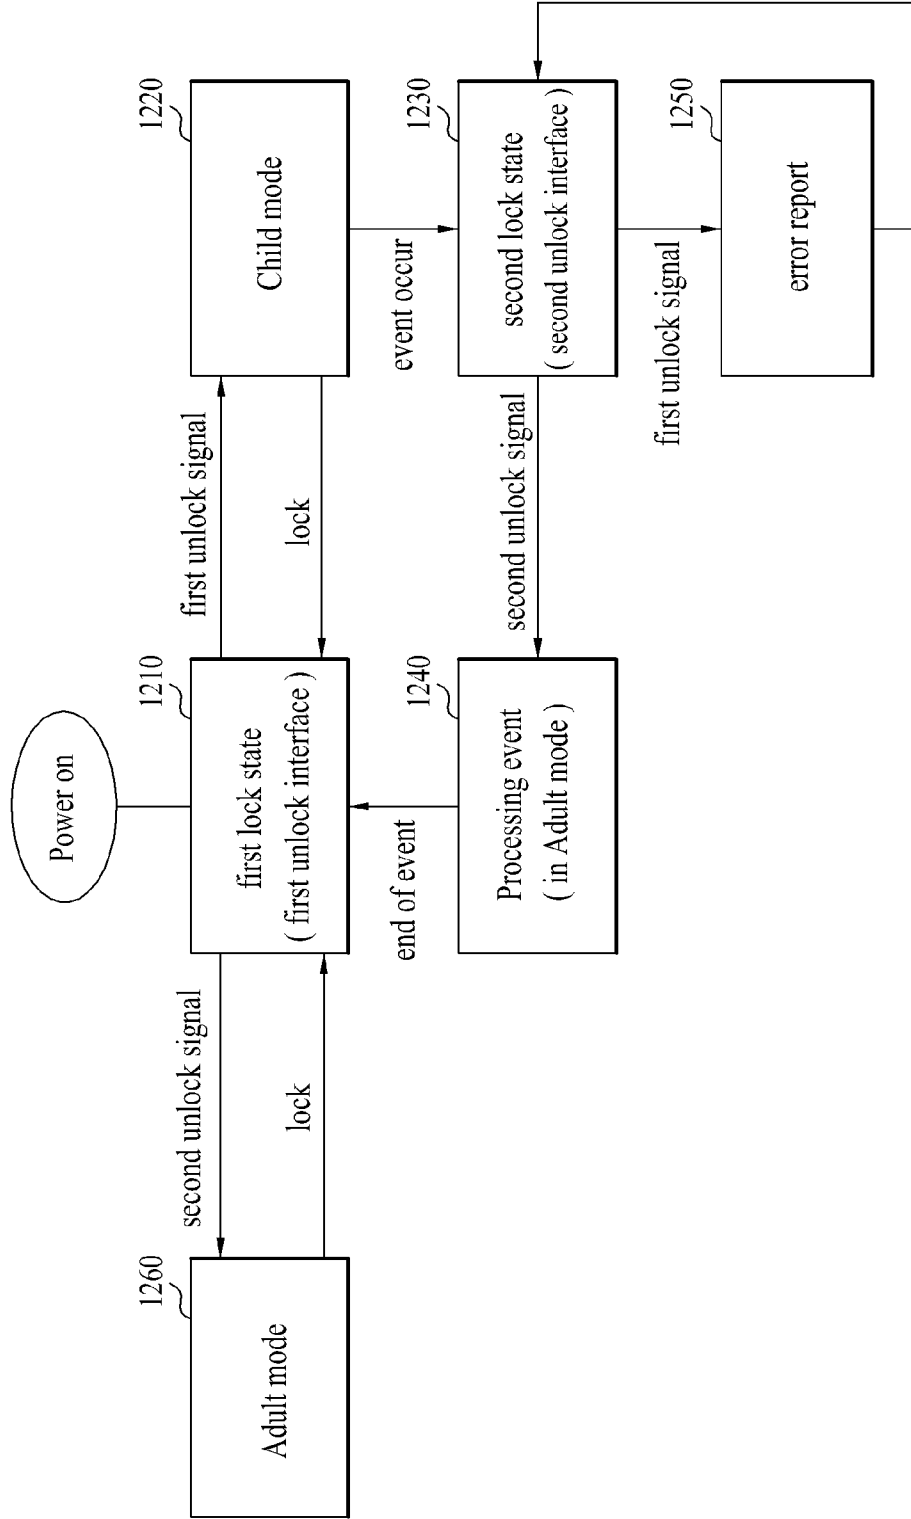 Power on
1260
Adult mode
second unlock signal
lock
1210
first lock state
( first unlock interface )
first unlock signal
lock
1220
Child mode
end of event
event occur
1240
Processing event
( in Adult mode )
second unlock signal
1230
second lock state
( second unlock interface )
first unlock signal
1250
error report